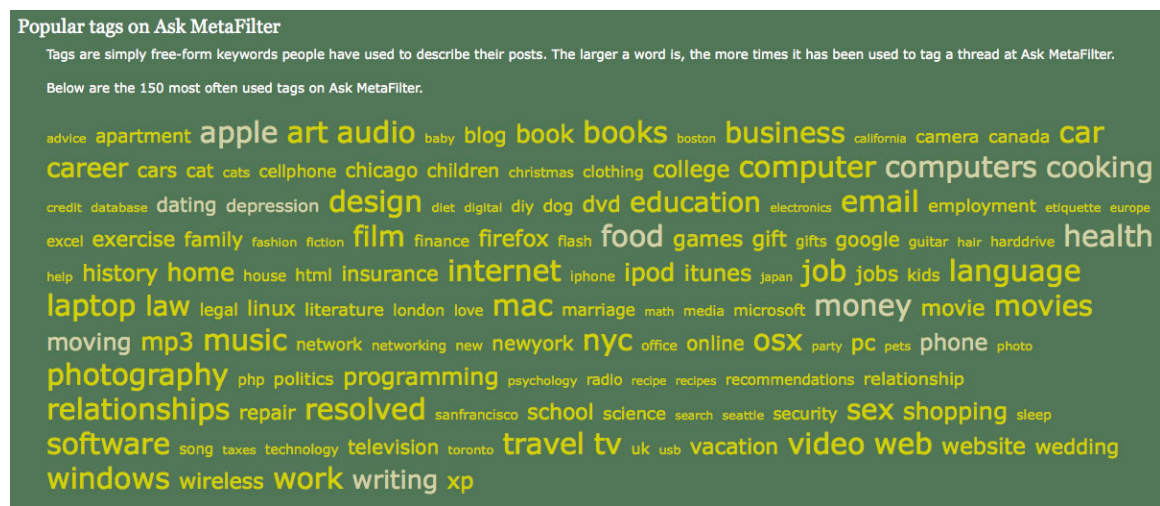 Popular tags on Ask MetaFilter
Tags are simply free-form keywords people have used to describe their posts. The larger a word is, the more times it has been used to tag a thread at Ask MetaFilter.
Below are the 150 most often used tags on Ask MetaFilter.
advice apartment apple art audio baby blog book books boston business california camera canada car
career cars cat cats cellphone chicago children christmas clothing college computer computers cooking
credit database dating depression design diet digital diy dog dvd education electronics email employment etiquette europe
excel exercise family fashion fiction film finance firefox flash food games gift gifts google guitar hair harddrive health
help history home house html insurance internet iphone ipod itunes japan job jobs kids language
laptop law legal linux literature london love mac marriage math media microsoft money movie movies
moving mp3 music network networking new newyork nyc office online osx party pc pets phone photo
photography php politics programming psychology radio recipe recipes recommendations relationship
relationships repair resolved sanfrancisco school science search seattle security sex shopping sleep
software song taxes technology television toronto travel tv uk usb vacation video web website wedding
windows wireless work writing xp